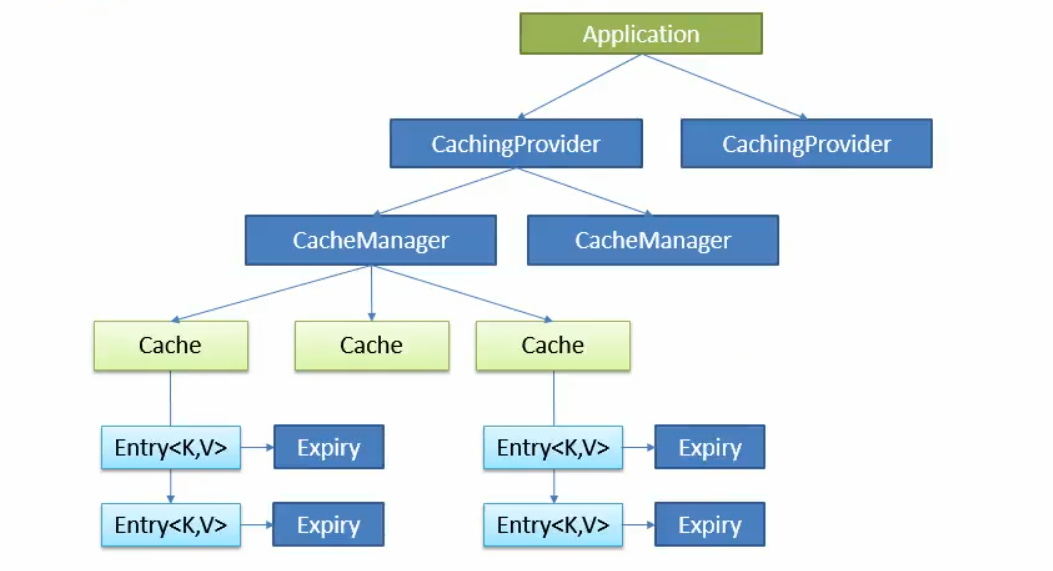 Application
CachingProvider
CachingProvider
CacheManager
CacheManager
Cache
Cache
Cache
Entry<K,V>
Expiry
Entry<K,V>
Expiry
Entry<K,V>
Expiry
Entry<K,V>
Expiry